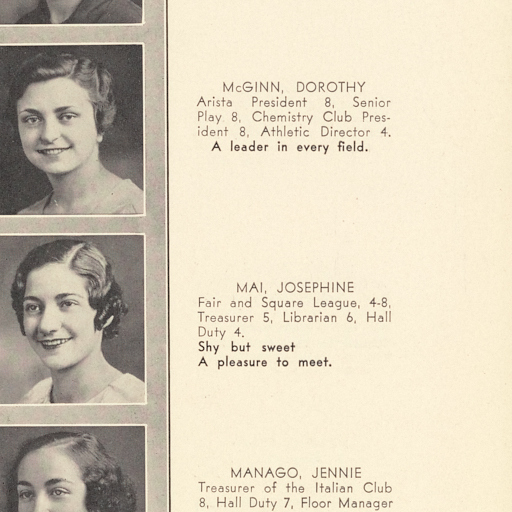 McGINN, DOROTHY
Arista President 8, Senior
Play 8, Chemistry Club Pres-
ident 8, Athletic Director 4.
A leader in every field.
MAI, JOSEPHINE
Fair and Square League, 4-8,
Treasurer 5, Librarian 6, Hall
Duty 4.
Shy but sweet
A pleasure to meet.
MANAGO, JENNIE
Treasurer of the Italian Club
8, Hall Duty 7, Floor Manager